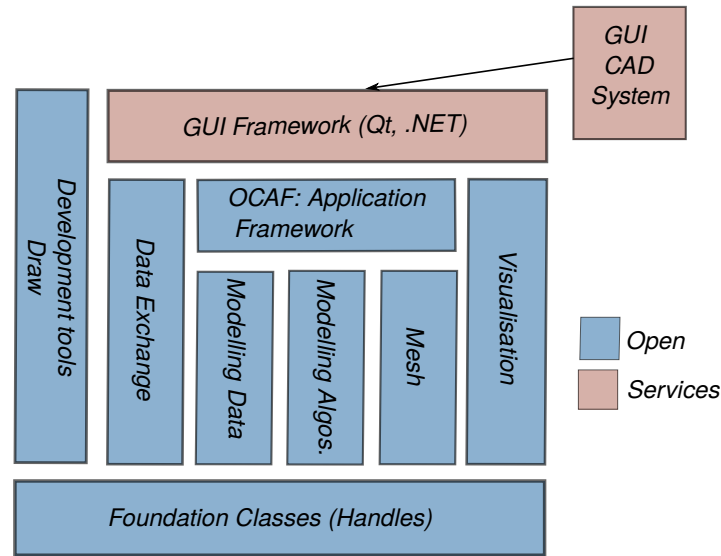 GUI
CAD
System
GUI Framework (Qt, .NET)
Development tools
Draw
Data Exchange
OCAF: Application
Framework
Modelling Data
Modelling Algos.
Mesh
Visualisation
Open
Services
Foundation Classes (Handles)